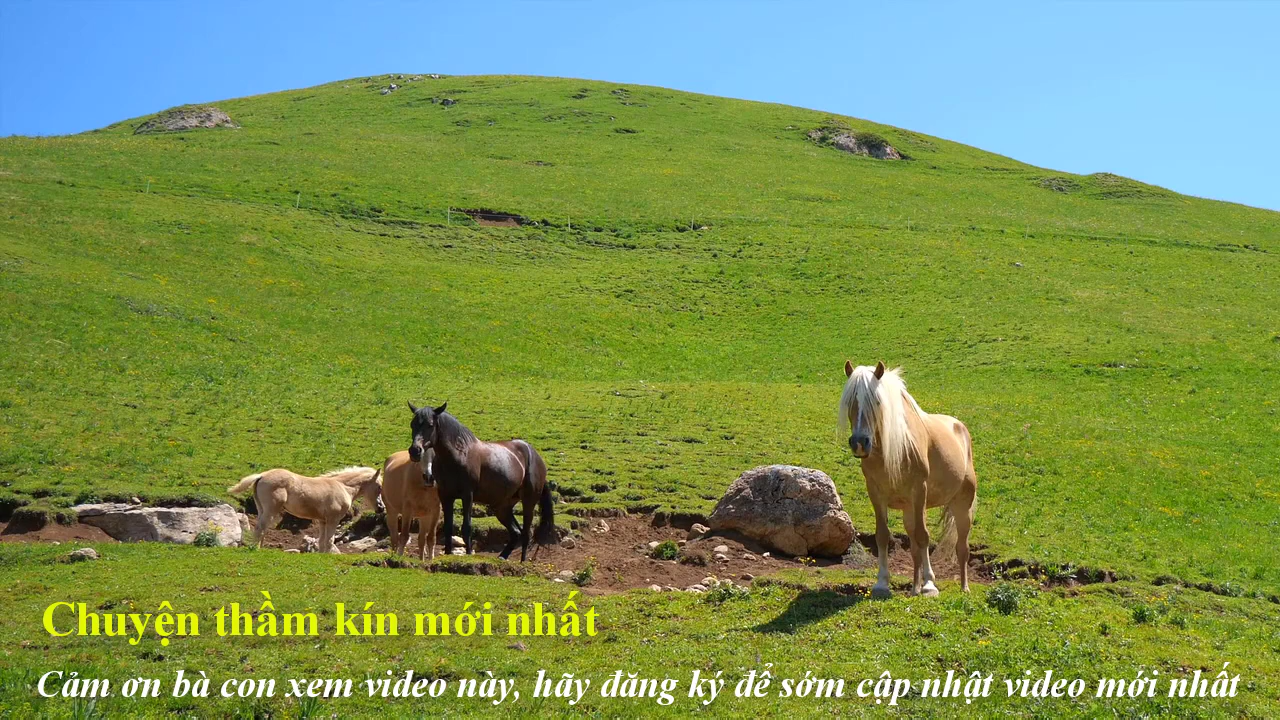 Chuyện thầm kín mới nhất
Cảm ơn bà con xem video này, hãy đăng ký để sớm cập nhật video mới nhất